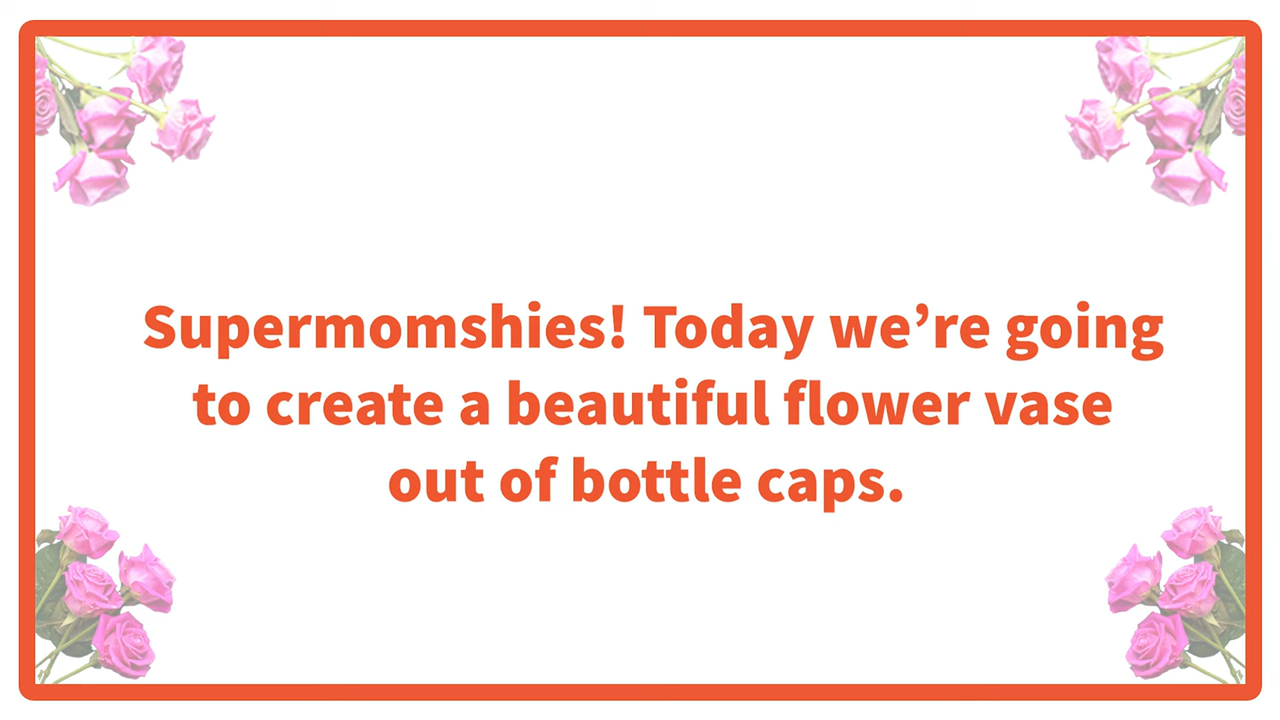 Supermomshies! Today we’re going
to create a beautiful flower vase
out of bottle caps.